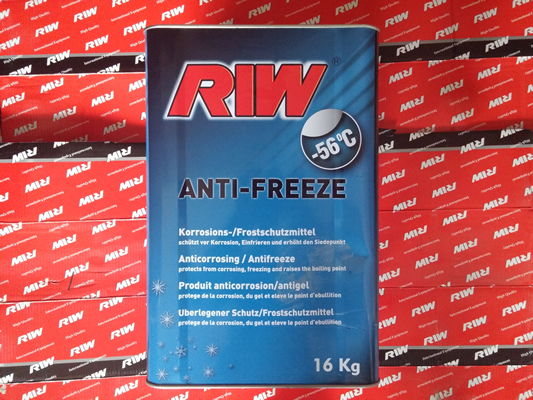 RIW®
-56°C
ANTI-FREEZE
Korrosions-/Frostschutzmittel
schützt vor Korrosion, Einfrieren und erhöht den Siedepunkt
Anticorrosing / Antifreeze
protects from corrosing, freezing and raises the boiling point
Produit anticorrosion/antigel
protege de la corrosion, du gel et eleve le point d'ebullition
Uberlegener Schutz/Frostschutzmittel
protege de la corrosion, du gel et eleve le point d'ebullition
16 Kg